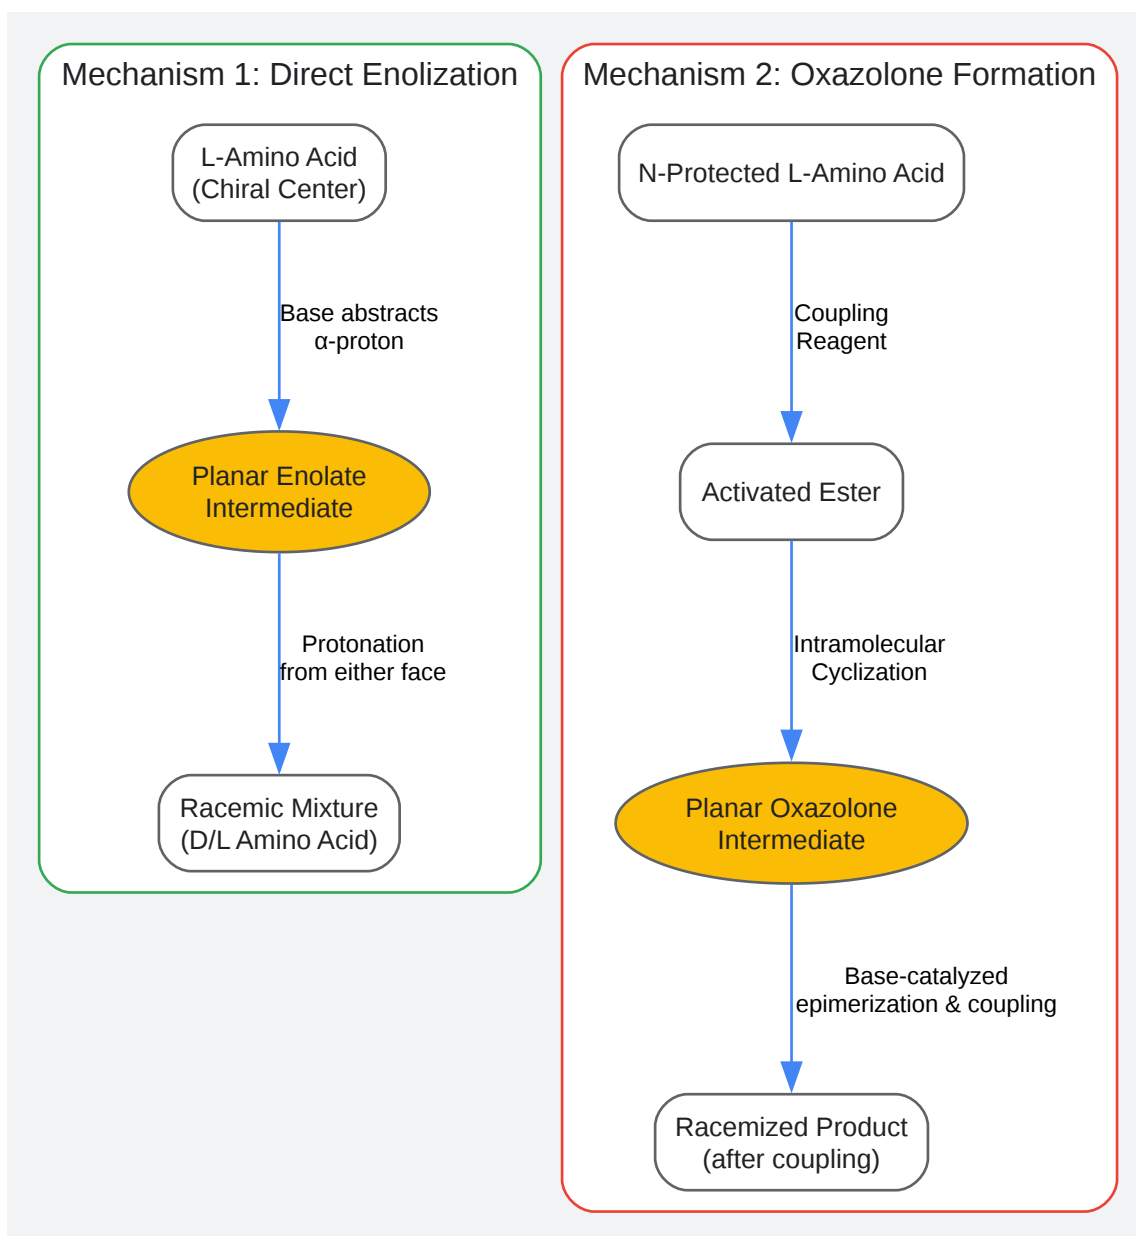 Mechanism 1: Direct Enolization
L-Amino Acid
(Chiral Center)
Base abstracts
α-proton
Planar Enolate
Intermediate
Protonation
from either face
Racemic Mixture
(D/L Amino Acid)
Mechanism 2: Oxazolone Formation
N-Protected L-Amino Acid
Coupling
Reagent
Activated Ester
Intramolecular
Cyclization
Planar Oxazolone
Intermediate
Base-catalyzed
epimerization & coupling
Racemized Product
(after coupling)